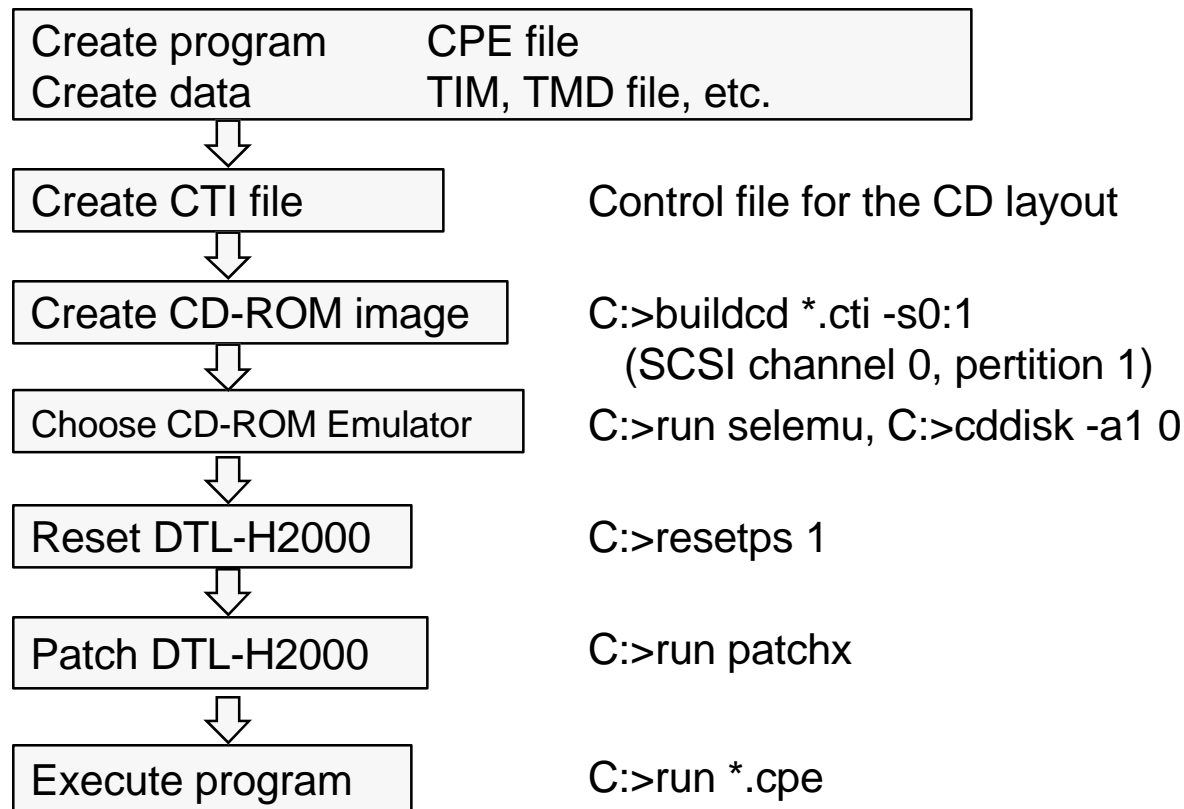 Create program CPE file
Create data TIM, TMD file, etc.
Create CTI file Control file for the CD layout
Create CD-ROM image C:>buildcd *.cti -s0:1
(SCSI channel 0, pertition 1)
Choose CD-ROM Emulator C:>run selemu, C:>cddisk -a1 0
Reset DTL-H2000 C:>resetps 1
Patch DTL-H2000 C:>run patchx
Execute program C:>run *.cpe